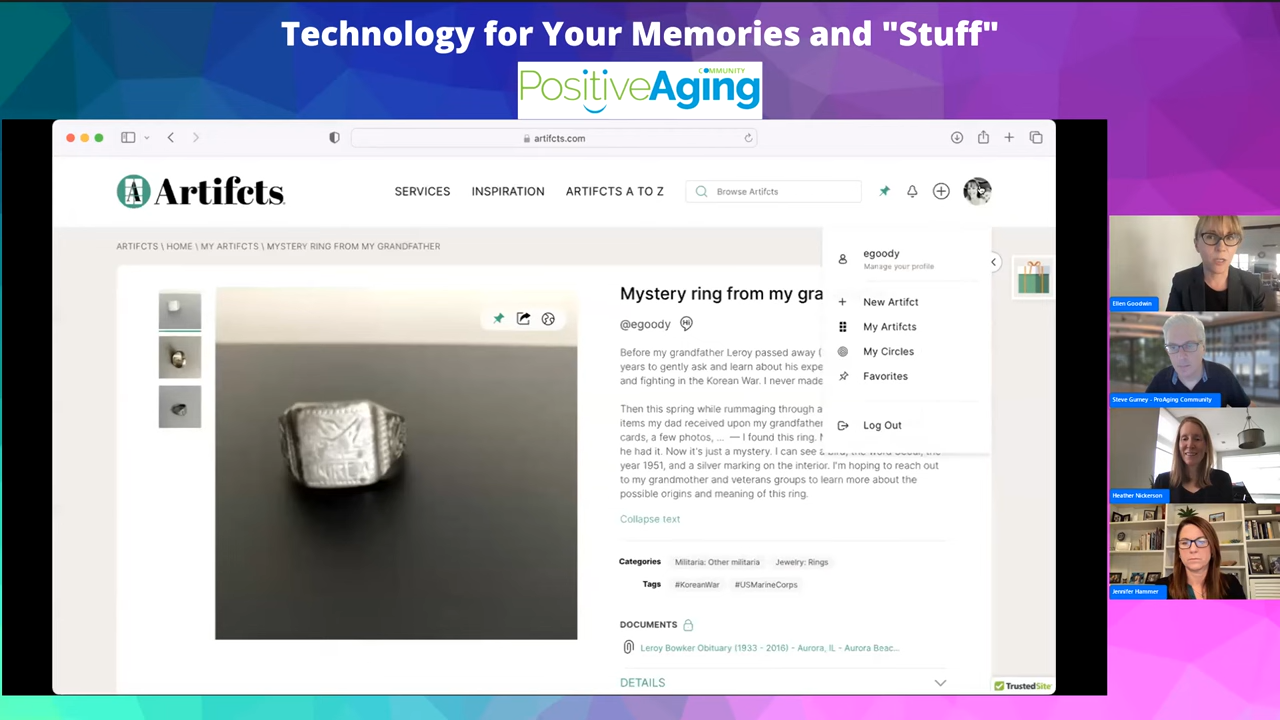 Technology for Your Memories and "Stuff"
COMMUNITY
PositiveAging
artifcts.com
Artifcts.
SERVICES
INSPIRATION
ARTIFCTS A TO Z
Browse Artifcts
ARTIFCTS \ HOME \ MY ARTIFCTS \ MYSTERY RING FROM MY GRANDFATHER
egoody
Manage your profile
New Artifct
My Artifcts
My Circles
Favorites
Log Out
Mystery ring from my gra
@egoody
Before my grandfather Leroy passed away (
years to gently ask and learn about his expe
and fighting in the Korean War. I never made
Then this spring while rummaging through a
items my dad received upon my grandfather
cards, a few photos, ... — I found this ring.
he had it. Now it's just a mystery. I can see a bird, the word Seoul, the
year 1951, and a silver marking on the interior. I'm hoping to reach out
to my grandmother and veterans groups to learn more about the
possible origins and meaning of this ring.
Collapse text
Categories
Militaria: Other militaria
Jewelry: Rings
Tags
#KoreanWar
#USMarineCorps
DOCUMENTS
Leroy Bowker Obituary (1933 - 2016) - Aurora, IL - Aurora Beac...
DETAILS
TrustedSite
Ellen Goodwin
Steve Gurney - ProAging Community
Heather Nickerson
Jennifer Hammer